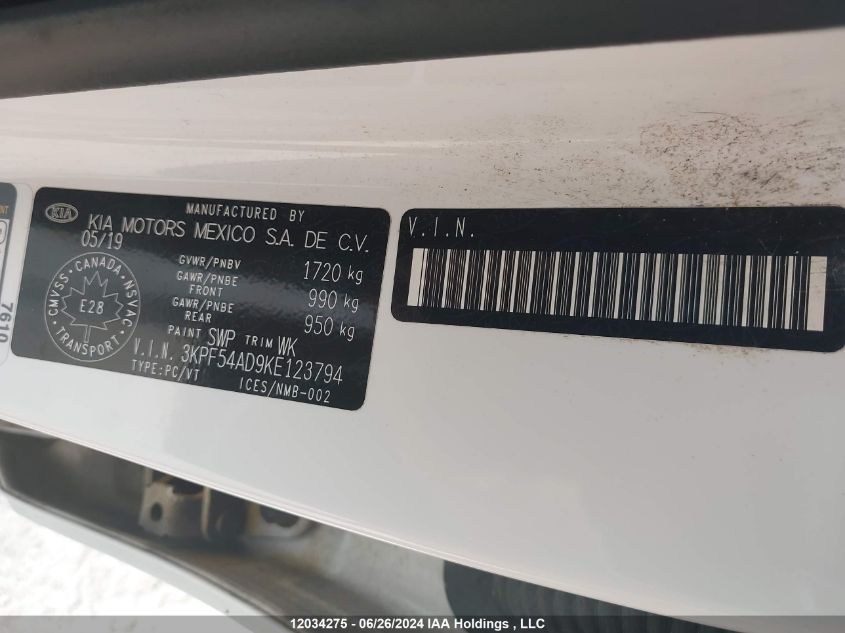 KIA
MANUFACTURED BY
KIA MOTORS MEXICO S.A. DE C.V.
05/19
GVWR/PNBV 1720 kg
GAWR/PNBE FRONT 990 kg
GAWR/PNBE REAR 950 kg
CMVSS • CANADA • NSVAC • TRANSPORT •
E28
PAINT SWP TRIM WK
V.I.N. 3KPF54AD9KE123794
TYPE:PC/VT ICES/NMB-002
V.I.N.
7610
12034275 - 06/26/2024 IAA Holdings , LLC